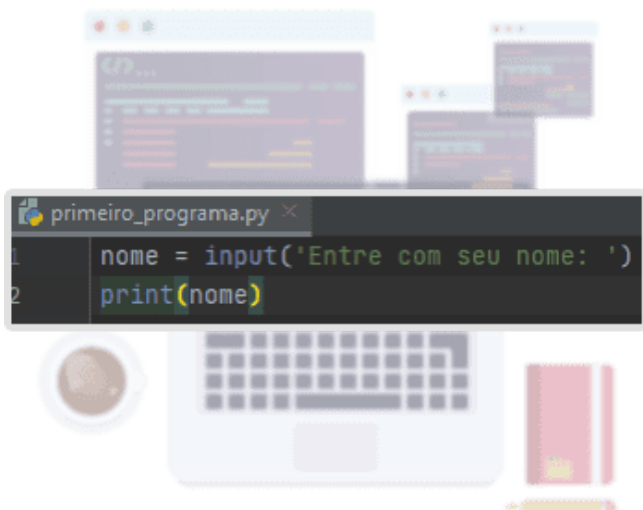 </>...
primeiro_programa.py
1 nome = input('Entre com seu nome: ')
2 print(nome)